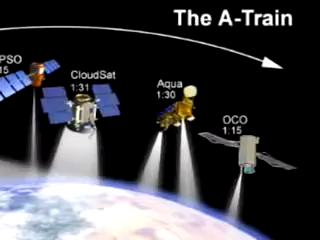 The A-Train
PSO
15
CloudSat
1:31
Aqua
1:30
OCO
1:15